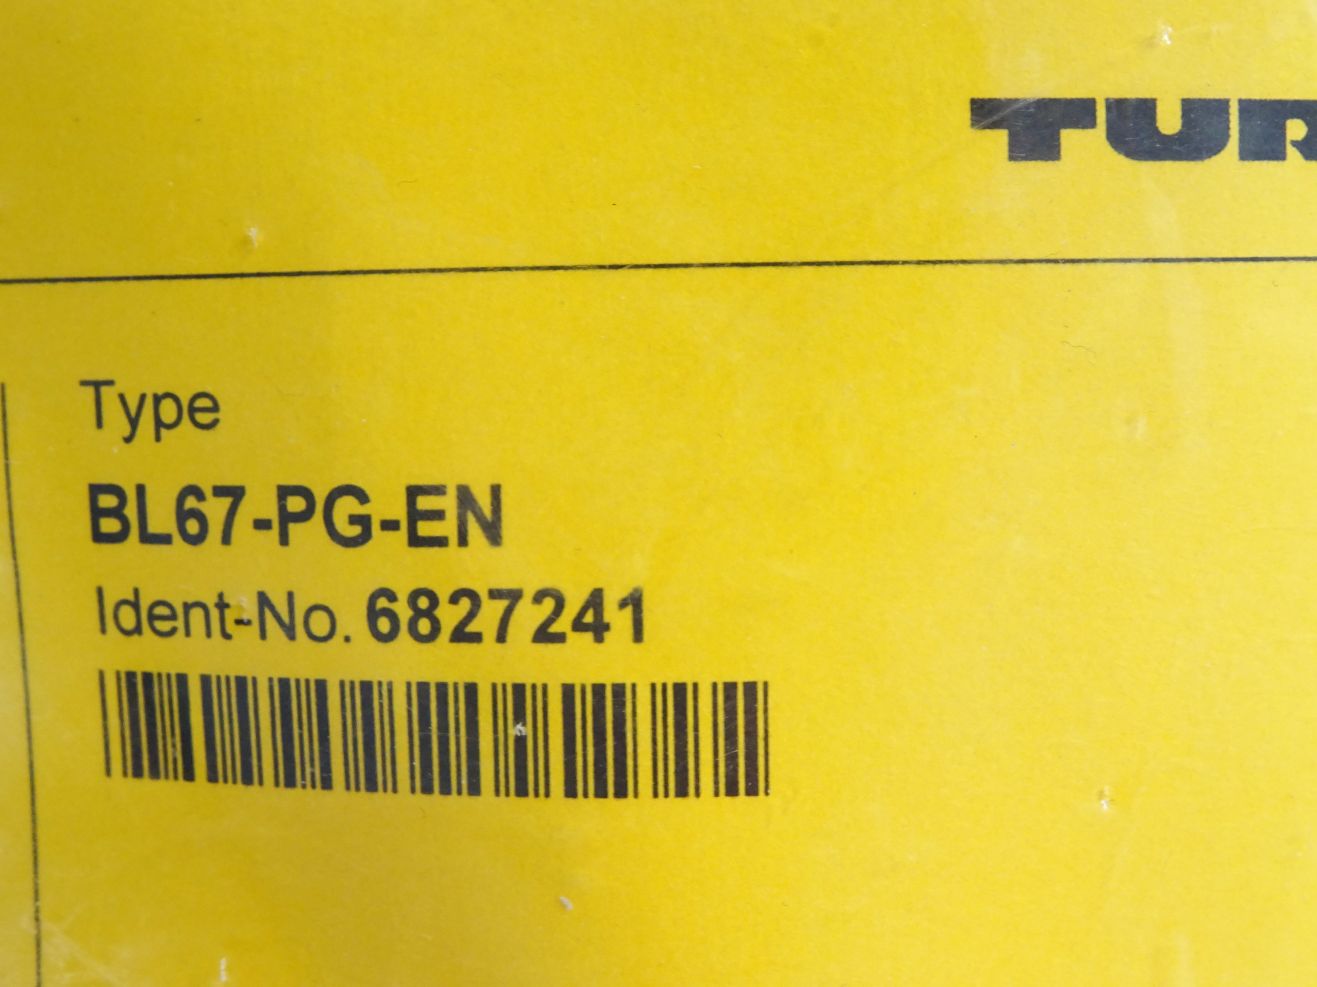 TUR
Type
BL67-PG-EN
Ident-No. 6827241